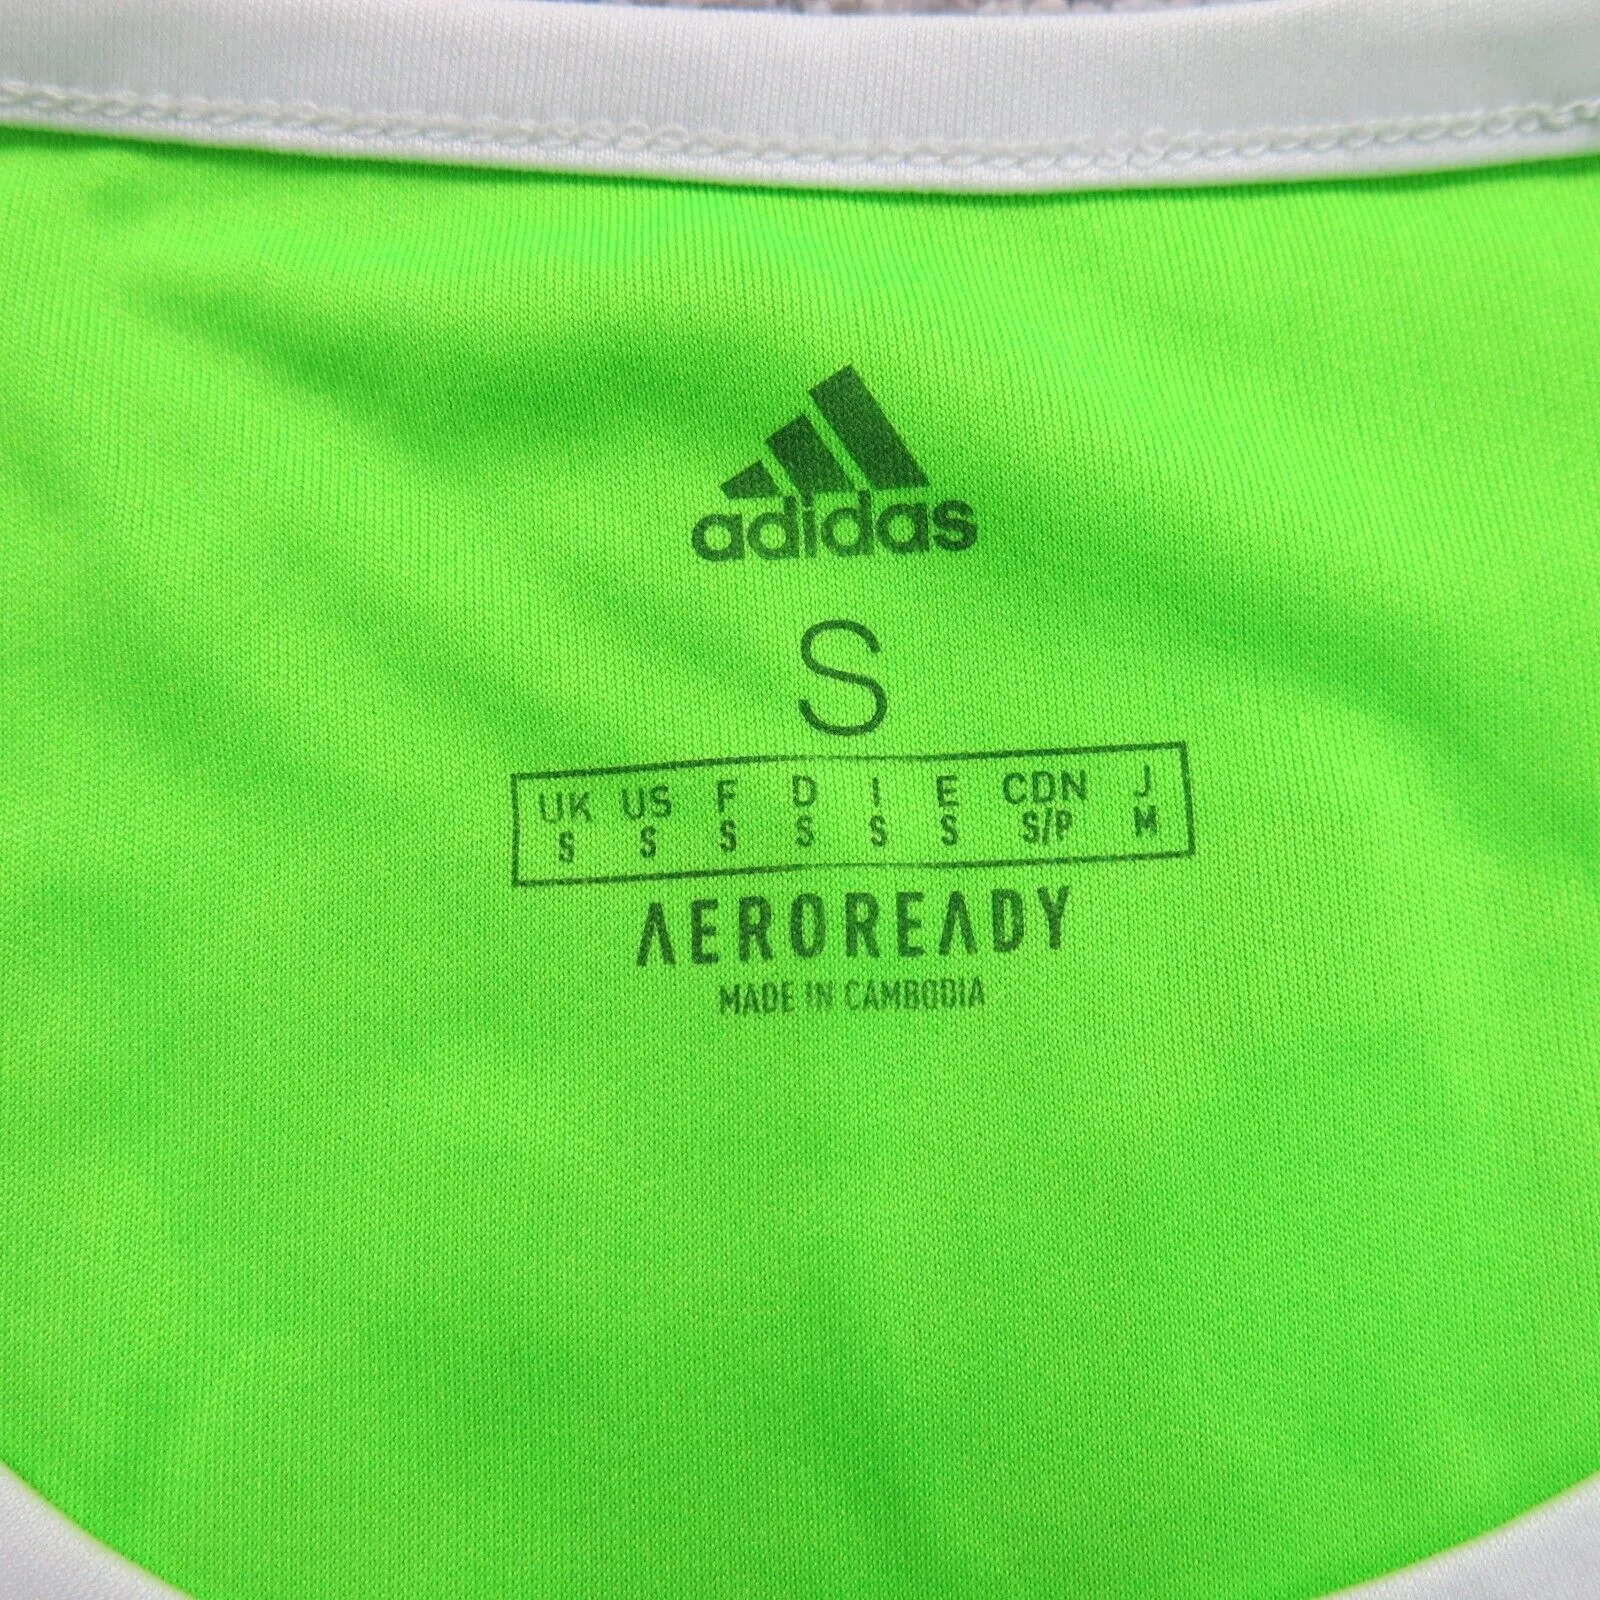 adidas
S
UK US F D I E CDN J
S S S S S S S/P M
AEROREADY
MADE IN CAMBODIA